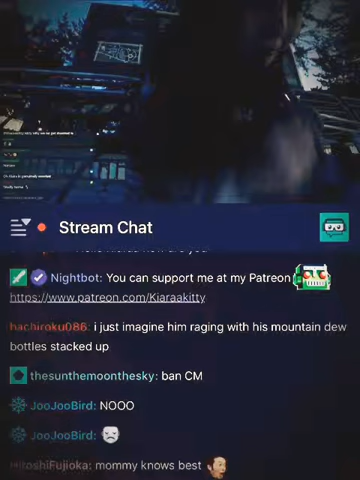 Stream Chat
Nightbot: You can support me at my Patreon
https://www.patreon.com/Kiaraakitty
hachiroku086: i just imagine him raging with his mountain dew
bottles stacked up
thesunthemoonthesky: ban CM
JooJooBird: NOOO
JooJooBird:
HitoshiFujioka: mommy knows best